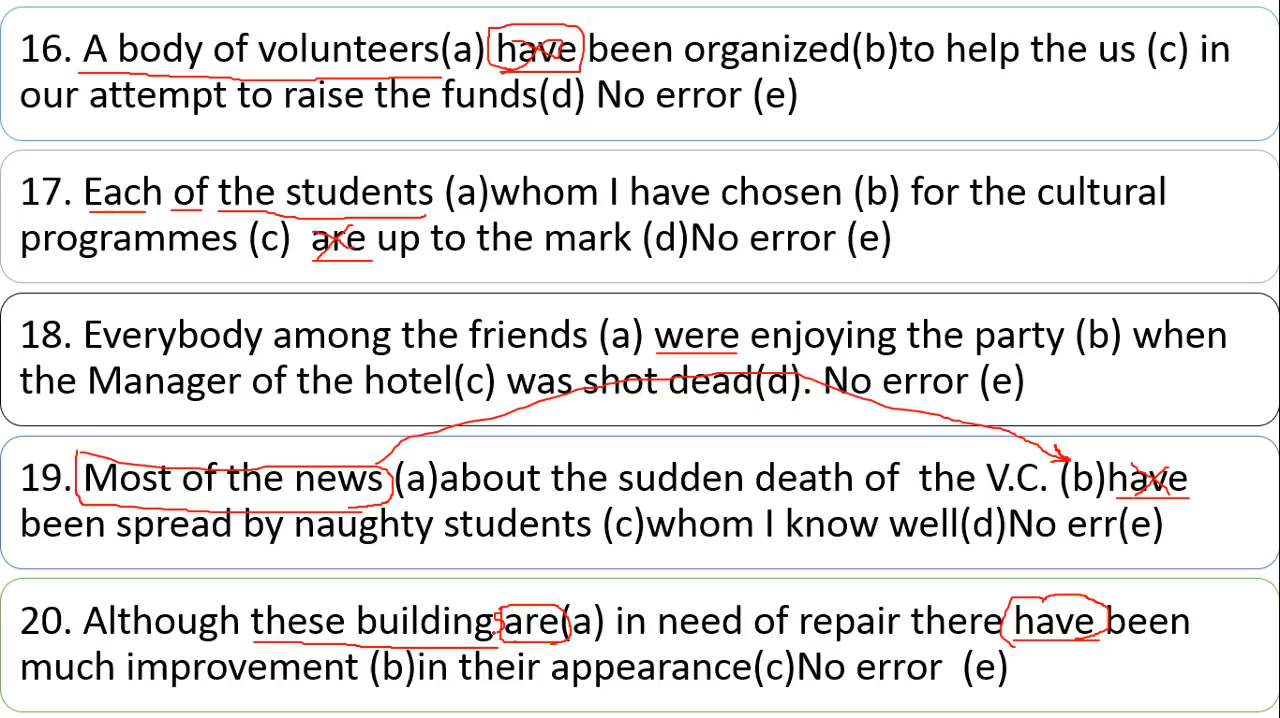 16. A body of volunteers(a) have been organized(b)to help the us (c) in
our attempt to raise the funds(d) No error (e)
17. Each of the students (a)whom I have chosen (b) for the cultural
programmes (c) are up to the mark (d)No error (e)
18. Everybody among the friends (a) were enjoying the party (b) when
the Manager of the hotel(c) was shot dead(d). No error (e)
19. Most of the news (a)about the sudden death of the V.C. (b)have
been spread by naughty students (c)whom I know well(d)No err(e)
20. Although these building are(a) in need of repair there have been
much improvement (b)in their appearance(c)No error (e)